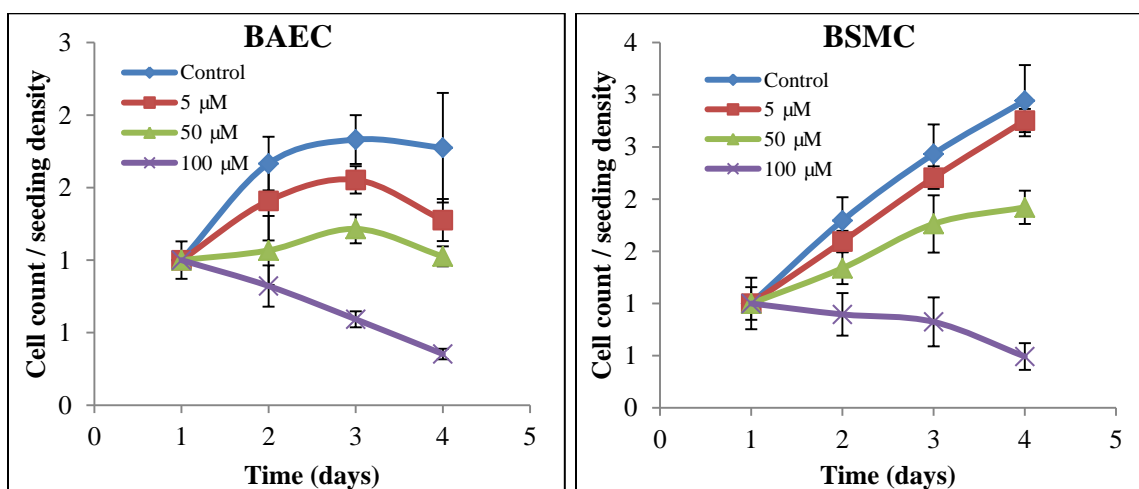 BAEC
Cell count / seeding density
3
2
2
1
1
0
Control
5 µM
50 µM
100 µM
0 1 2 3 4 5
Time (days)
BSMC
Cell count / seeding density
4
3
3
2
2
1
1
0
Control
5 µM
50 µM
100 µM
0 1 2 3 4 5
Time (days)